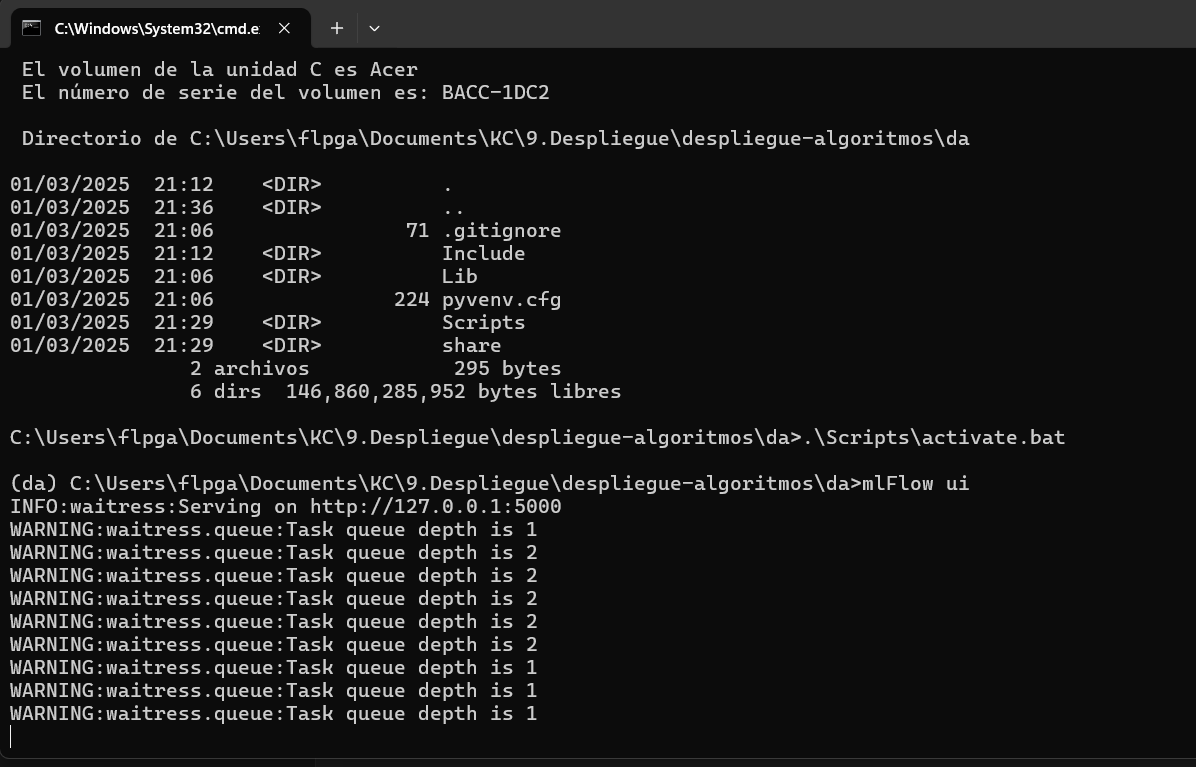 C:\Windows\System32\cmd.e
El volumen de la unidad C es Acer
El número de serie del volumen es: BACC-1DC2
Directorio de C:\Users\flpga\Documents\KC\9.Despliegue\despliegue-algoritmos\da
01/03/2025  21:12    <DIR>          .
01/03/2025  21:36    <DIR>          ..
01/03/2025  21:06                71 .gitignore
01/03/2025  21:12    <DIR>          Include
01/03/2025  21:06    <DIR>          Lib
01/03/2025  21:06               224 pyvenv.cfg
01/03/2025  21:29    <DIR>          Scripts
01/03/2025  21:29    <DIR>          share
2 archivos            295 bytes
6 dirs  146,860,285,952 bytes libres
C:\Users\flpga\Documents\KC\9.Despliegue\despliegue-algoritmos\da>.\Scripts\activate.bat
(da) C:\Users\flpga\Documents\KC\9.Despliegue\despliegue-algoritmos\da>mlFlow ui
INFO:waitress:Serving on http://127.0.0.1:5000
WARNING:waitress.queue:Task queue depth is 1
WARNING:waitress.queue:Task queue depth is 2
WARNING:waitress.queue:Task queue depth is 2
WARNING:waitress.queue:Task queue depth is 2
WARNING:waitress.queue:Task queue depth is 2
WARNING:waitress.queue:Task queue depth is 2
WARNING:waitress.queue:Task queue depth is 1
WARNING:waitress.queue:Task queue depth is 1
WARNING:waitress.queue:Task queue depth is 1